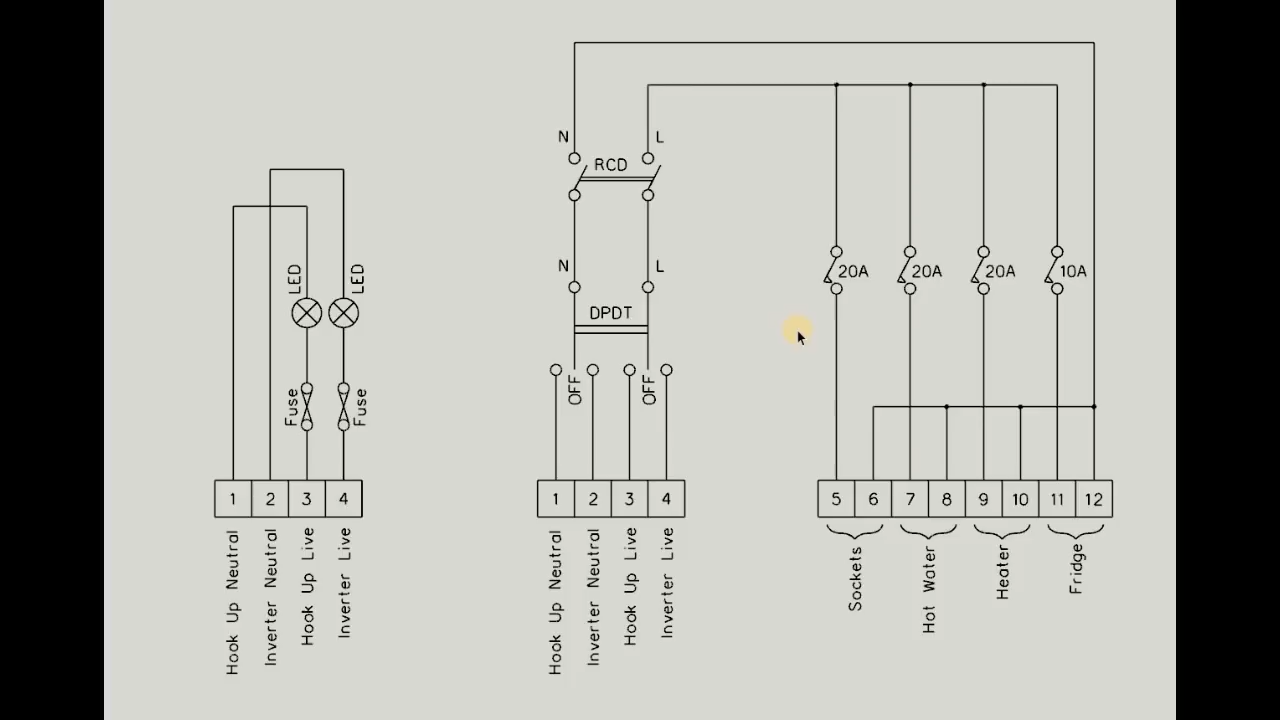 N
L
RCD
N
L
DPDT
OFF
OFF
LED
LED
Fuse
Fuse
20A
20A
20A
10A
1
2
3
4
1
2
3
4
5
6
7
8
9
10
11
12
Hook Up Neutral
Inverter Neutral
Hook Up Live
Inverter Live
Hook Up Neutral
Inverter Neutral
Hook Up Live
Inverter Live
Sockets
Hot Water
Heater
Fridge